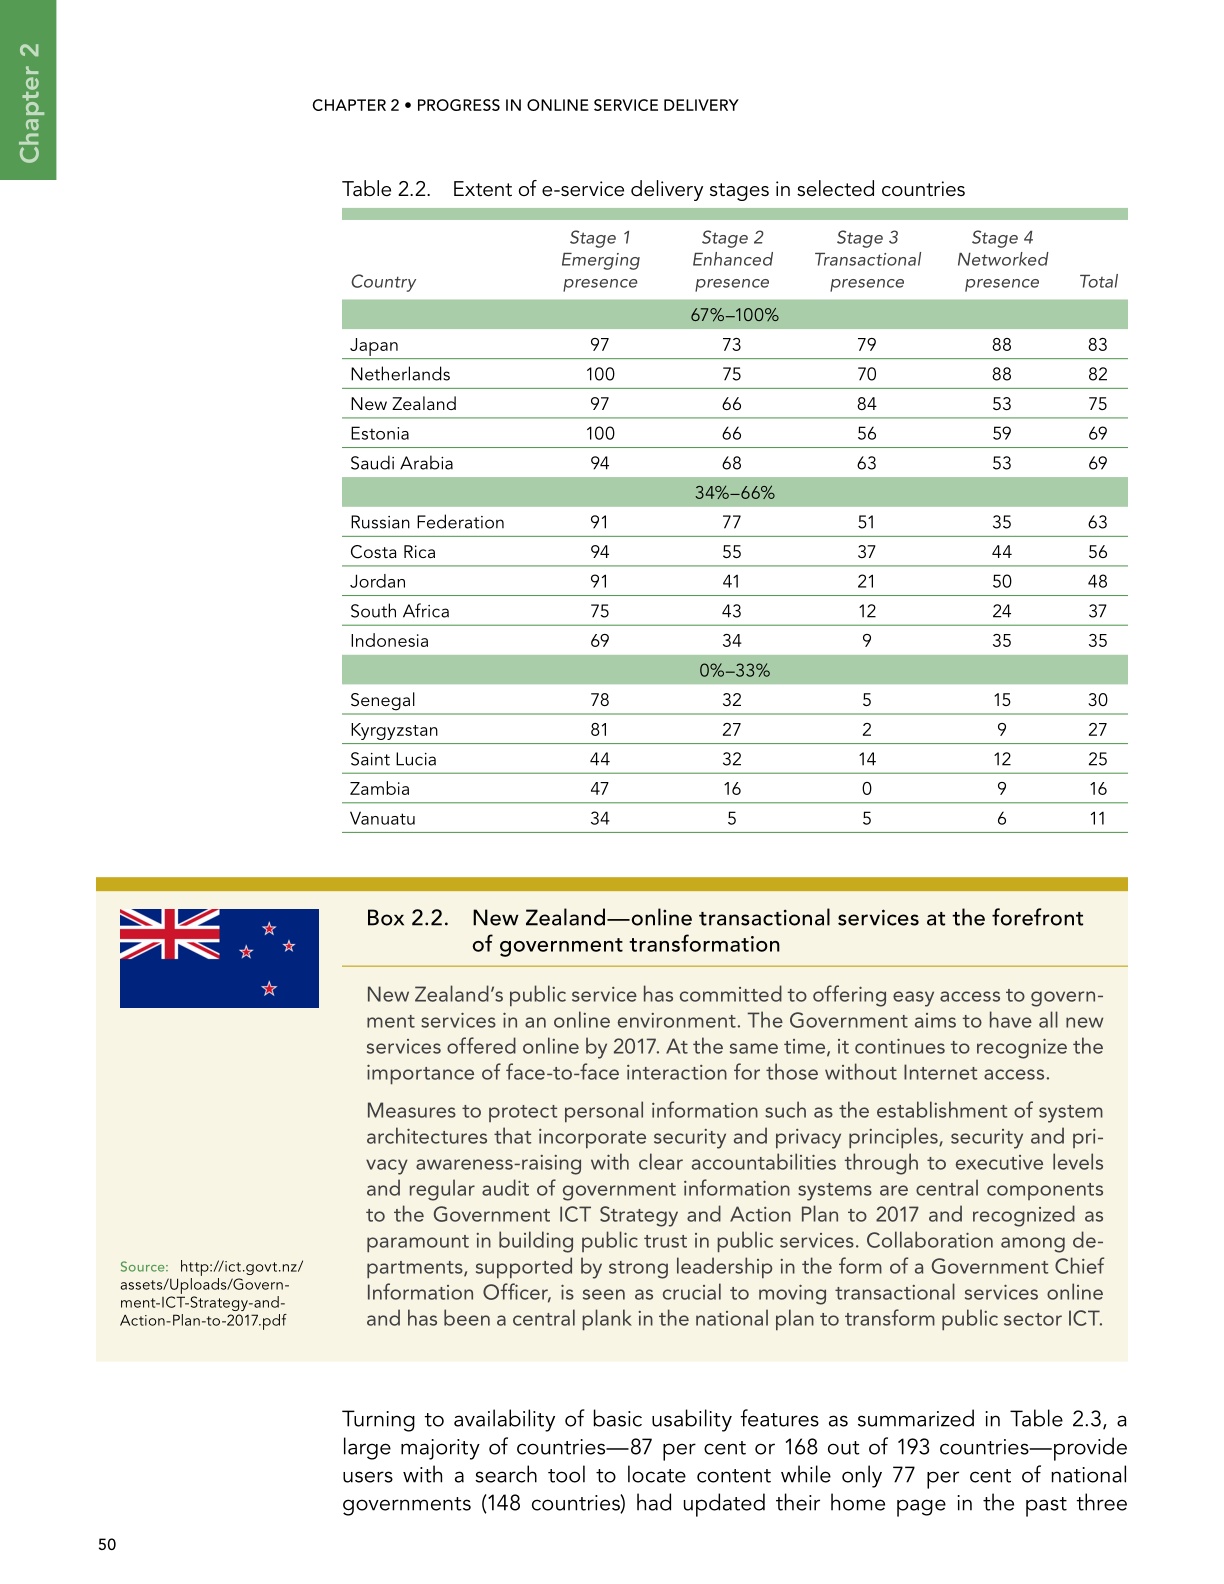 Chapter 2
CHAPTER 2 • PROGRESS IN ONLINE SERVICE DELIVERY
Table 2.2. Extent of e-service delivery stages in selected countries
Country Stage 1 Emerging presence Stage 2 Enhanced presence Stage 3 Transactional presence Stage 4 Networked presence Total
67%–100%
Japan 97 73 79 88 83
Netherlands 100 75 70 88 82
New Zealand 97 66 84 53 75
Estonia 100 66 56 59 69
Saudi Arabia 94 68 63 53 69
34%–66%
Russian Federation 91 77 51 35 63
Costa Rica 94 55 37 44 56
Jordan 91 41 21 50 48
South Africa 75 43 12 24 37
Indonesia 69 34 9 35 35
0%–33%
Senegal 78 32 5 15 30
Kyrgyzstan 81 27 2 9 27
Saint Lucia 44 32 14 12 25
Zambia 47 16 0 9 16
Vanuatu 34 5 5 6 11
Box 2.2. New Zealand—online transactional services at the forefront
of government transformation
New Zealand’s public service has committed to offering easy access to govern-
ment services in an online environment. The Government aims to have all new
services offered online by 2017. At the same time, it continues to recognize the
importance of face-to-face interaction for those without Internet access.
Measures to protect personal information such as the establishment of system
architectures that incorporate security and privacy principles, security and pri-
vacy awareness-raising with clear accountabilities through to executive levels
and regular audit of government information systems are central components
to the Government ICT Strategy and Action Plan to 2017 and recognized as
paramount in building public trust in public services. Collaboration among de-
partments, supported by strong leadership in the form of a Government Chief
Information Officer, is seen as crucial to moving transactional services online
and has been a central plank in the national plan to transform public sector ICT.
Source: http://ict.govt.nz/
assets/Uploads/Govern-
ment-ICT-Strategy-and-
Action-Plan-to-2017.pdf
Turning to availability of basic usability features as summarized in Table 2.3, a
large majority of countries—87 per cent or 168 out of 193 countries—provide
users with a search tool to locate content while only 77 per cent of national
governments (148 countries) had updated their home page in the past three
50